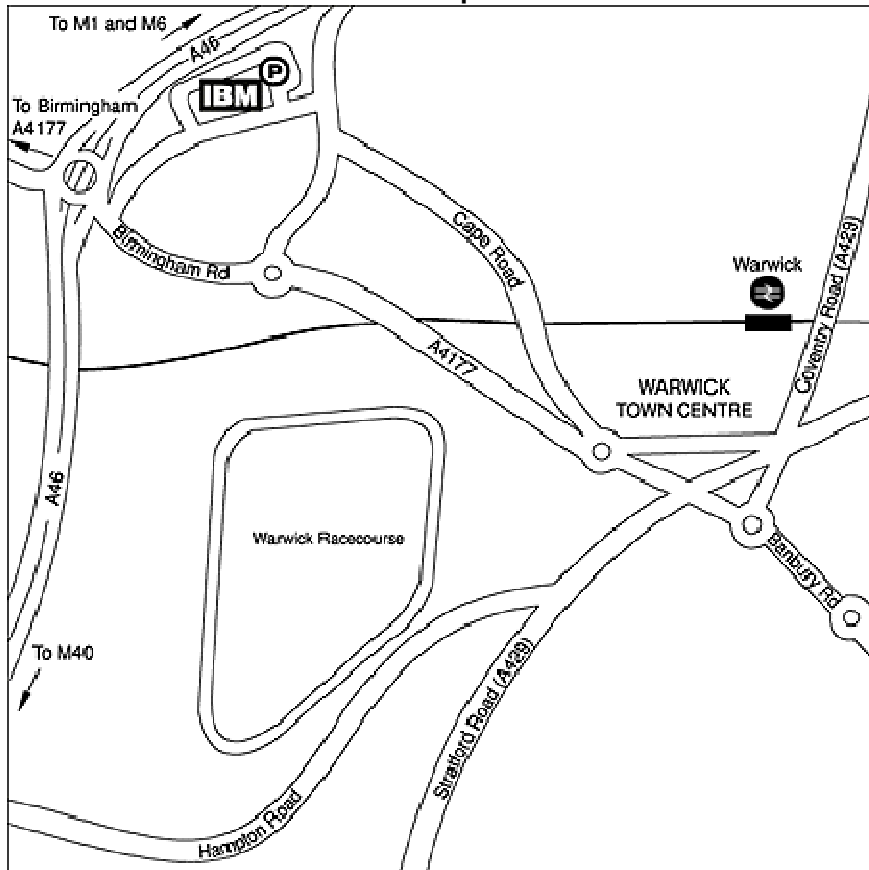 To M1 and M6
A46
P
IBM
To Birmingham
A4177
Birmingham Rd
Cape Road
Warwick
Coventry Road (A429)
A4177
WARWICK
TOWN CENTRE
A46
Warwick Racecourse
Banbury Rd
To M40
Stratford Road (A429)
Hampton Road